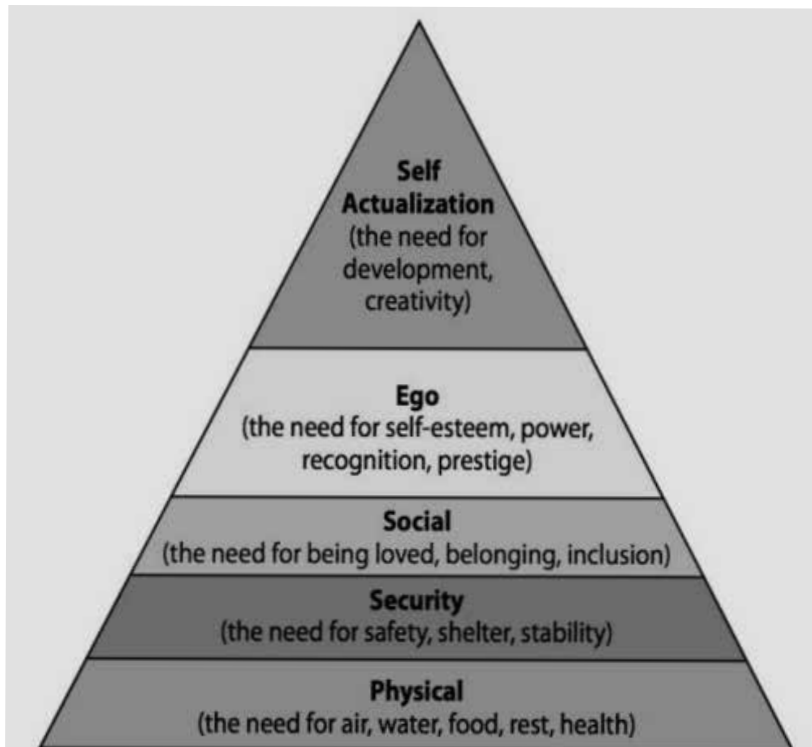 Self
Actualization
(the need for
development,
creativity)
Ego
(the need for self-esteem, power,
recognition, prestige)
Social
(the need for being loved, belonging, inclusion)
Security
(the need for safety, shelter, stability)
Physical
(the need for air, water, food, rest, health)